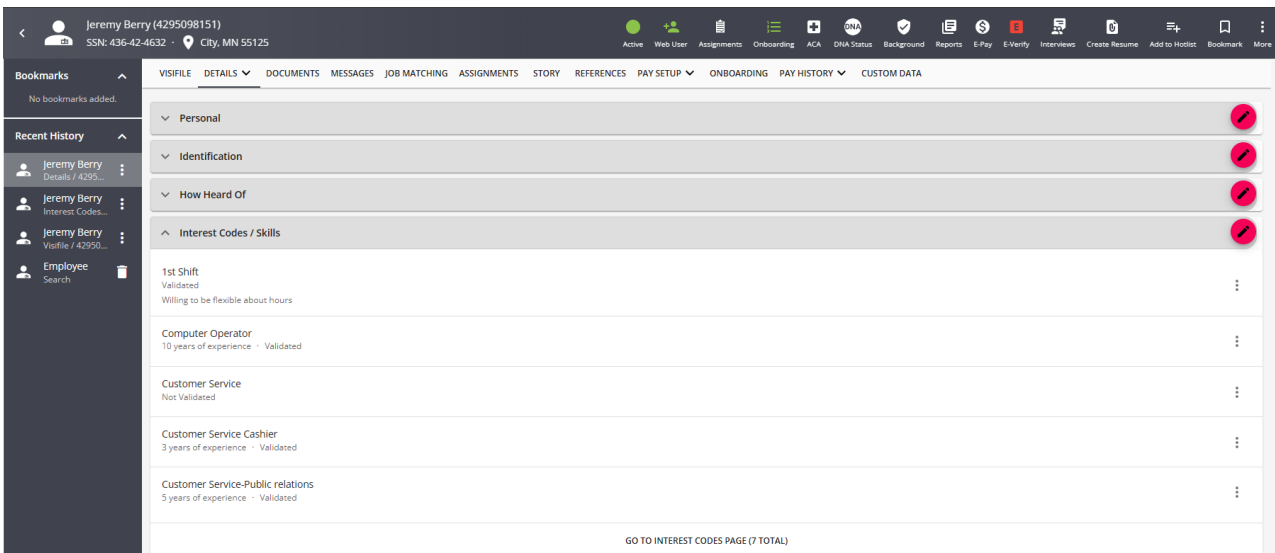 Jeremy Berry (4295098151)
SSN: 436-42-4632 · City, MN 55125
Active
Web User
Assignments
Onboarding
ACA
DNA
DNA Status
Background
Reports
E-Pay
E
E-Verify
Interviews
Create Resume
Add to Hotlist
Bookmark
More
Bookmarks
No bookmarks added.
Recent History
Jeremy Berry
Details / 4295...
Jeremy Berry
Interest Codes...
Jeremy Berry
Visifile / 42950...
Employee
Search
VISIFILE DETAILS DOCUMENTS MESSAGES JOB MATCHING ASSIGNMENTS STORY REFERENCES PAY SETUP ONBOARDING PAY HISTORY CUSTOM DATA
Personal
Identification
How Heard Of
Interest Codes / Skills
1st Shift
Validated
Willing to be flexible about hours
Computer Operator
10 years of experience · Validated
Customer Service
Not Validated
Customer Service Cashier
3 years of experience · Validated
Customer Service-Public relations
5 years of experience · Validated
GO TO INTEREST CODES PAGE (7 TOTAL)